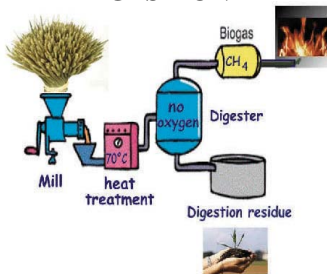 Biogas
CH4
no
oxygen
Digester
70°C
Mill
heat
treatment
Digestion residue